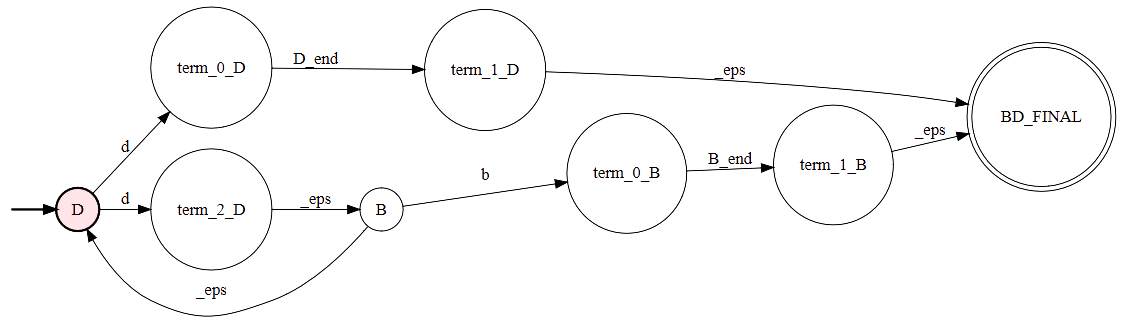 term_0_D
D_end
term_1_D
_eps
BD_FINAL
d
D
d
term_2_D
_eps
B
b
term_0_B
B_end
term_1_B
_eps
_eps